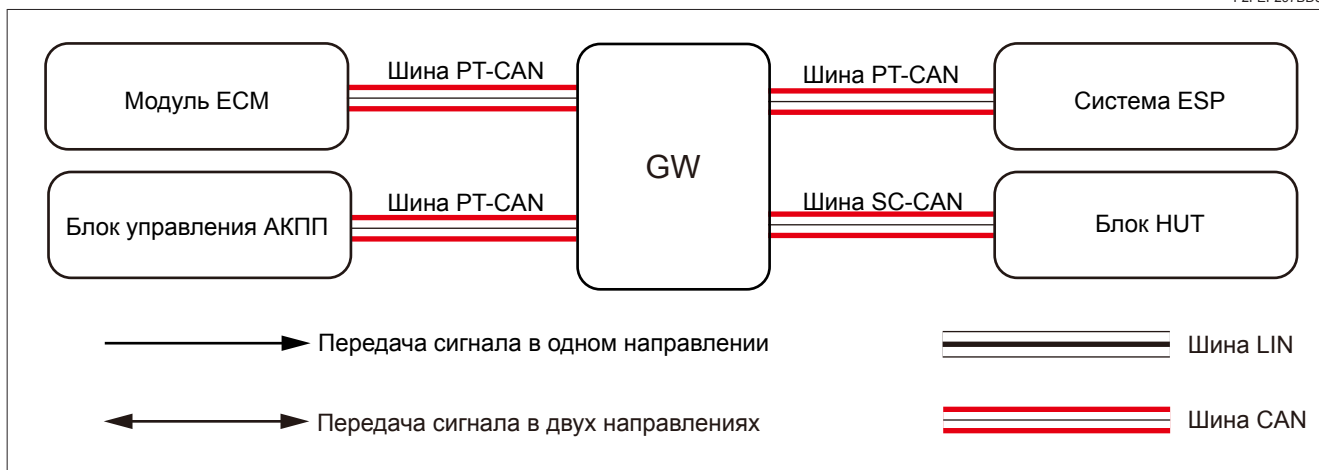 Шина PT-CAN
Шина PT-CAN
Модуль ECM
GW
Система ESP
Шина PT-CAN
Шина SC-CAN
Блок управления АКПП
Блок HUT
Передача сигнала в одном направлении
Шина LIN
Передача сигнала в двух направлениях
Шина CAN